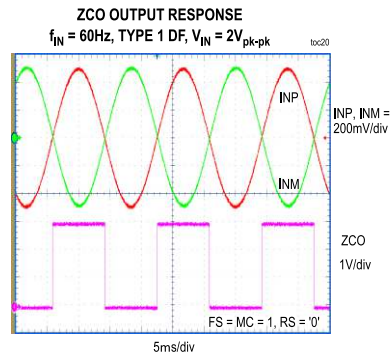 ZCO OUTPUT RESPONSE
fIN = 60Hz, TYPE 1 DF, VIN = 2Vpk-pk
toc20
INP
INP, INM =
200mV/div
INM
ZCO
1V/div
FS = MC = 1, RS = '0'
5ms/div